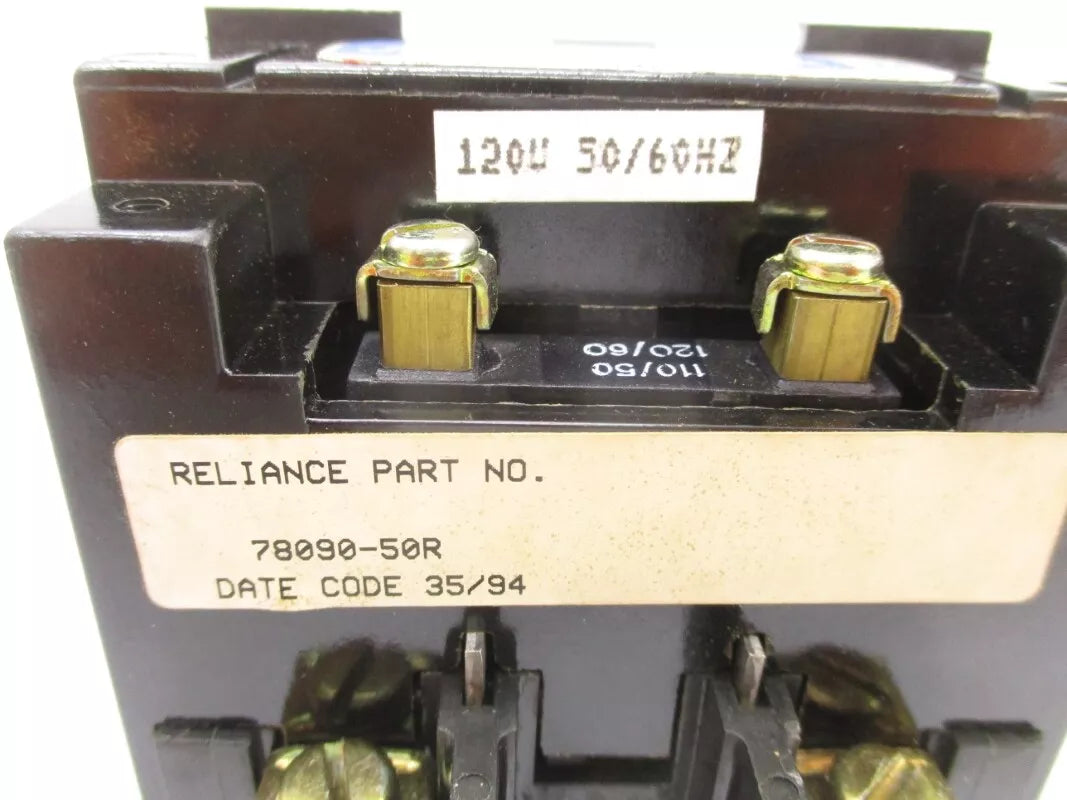 120V 50/60HZ
110/50
120/60
RELIANCE PART NO.
78090-50R
DATE CODE 35/94